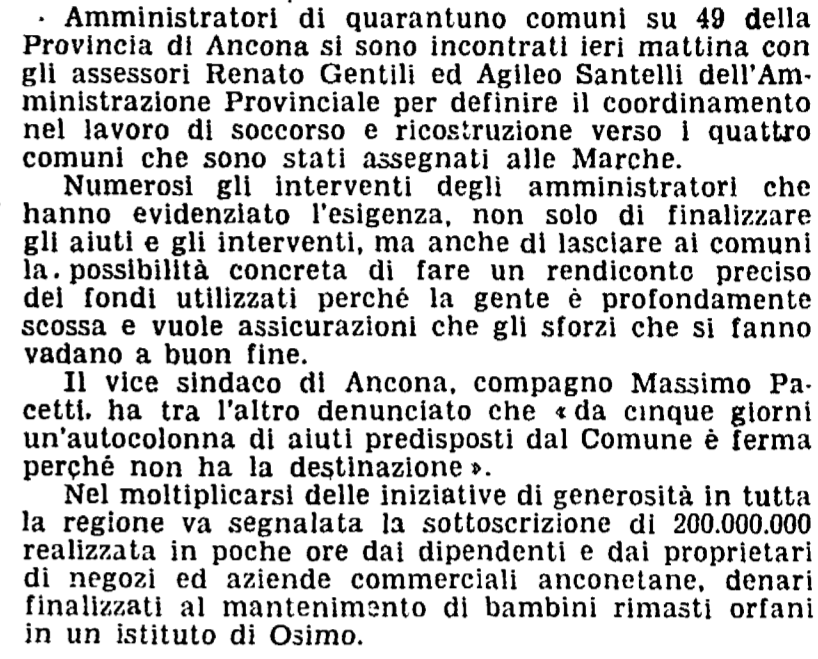 Amministratori di quarantuno comuni su 49 della
Provincia di Ancona si sono incontrati ieri mattina con
gli assessori Renato Gentili ed Agileo Santelli dell'Am-
ministrazione Provinciale per definire il coordinamento
nel lavoro di soccorso e ricostruzione verso i quattro
comuni che sono stati assegnati alle Marche.
Numerosi gli interventi degli amministratori che
hanno evidenziato l'esigenza, non solo di finalizzare
gli aiuti e gli interventi, ma anche di lasciare ai comuni
la possibilità concreta di fare un rendiconto preciso
dei fondi utilizzati perché la gente è profondamente
scossa e vuole assicurazioni che gli sforzi che si fanno
vadano a buon fine.
Il vice sindaco di Ancona, compagno Massimo Pa-
cetti, ha tra l'altro denunciato che « da cinque giorni
un'autocolonna di aiuti predisposti dal Comune è ferma
perché non ha la destinazione ».
Nel moltiplicarsi delle iniziative di generosità in tutta
la regione va segnalata la sottoscrizione di 200.000.000
realizzata in poche ore dai dipendenti e dai proprietari
di negozi ed aziende commerciali anconetane, denari
finalizzati al mantenimento di bambini rimasti orfani
in un istituto di Osimo.